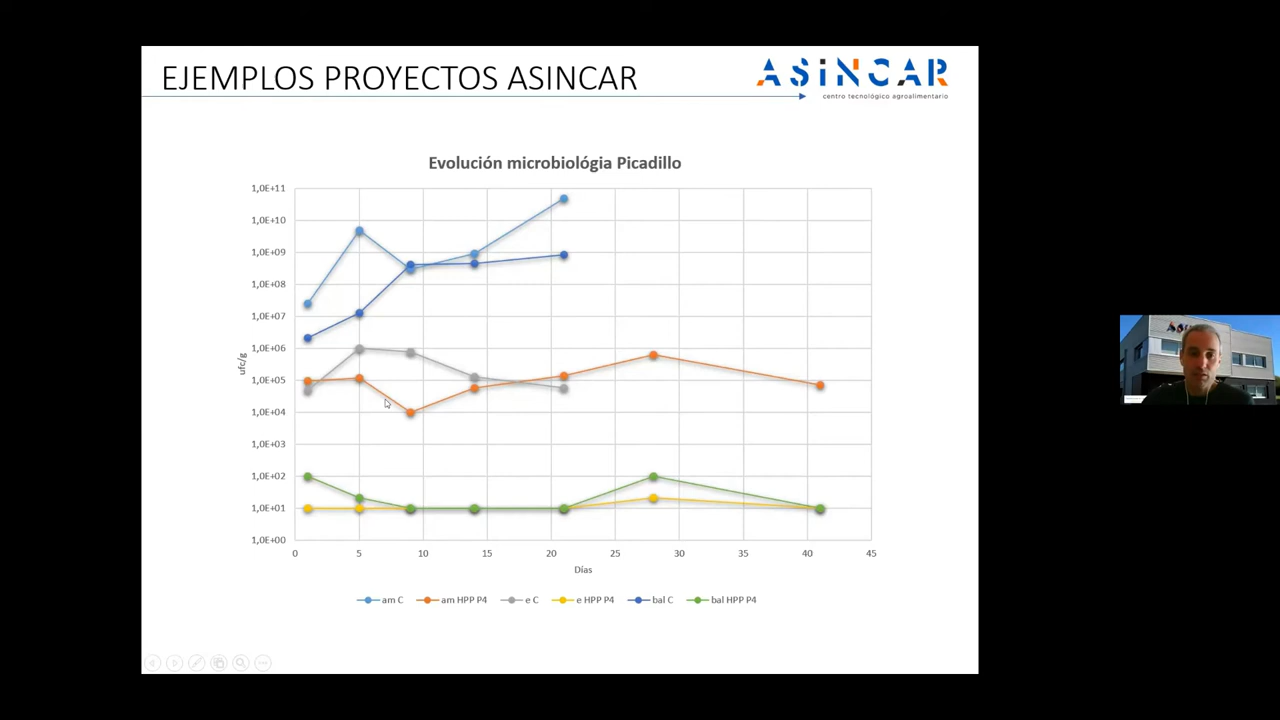 EJEMPLOS PROYECTOS ASINCAR
ASINCAR
centro tecnológico agroalimentario
Evolución microbiológia Picadillo
1,0E+11
1,0E+10
1,0E+09
1,0E+08
1,0E+07
1,0E+06
1,0E+05
1,0E+04
1,0E+03
1,0E+02
1,0E+01
1,0E+00
ufc/g
0 5 10 15 20 25 30 35 40 45
Días
am C am HPP P4 e C e HPP P4 bal C bal HPP P4